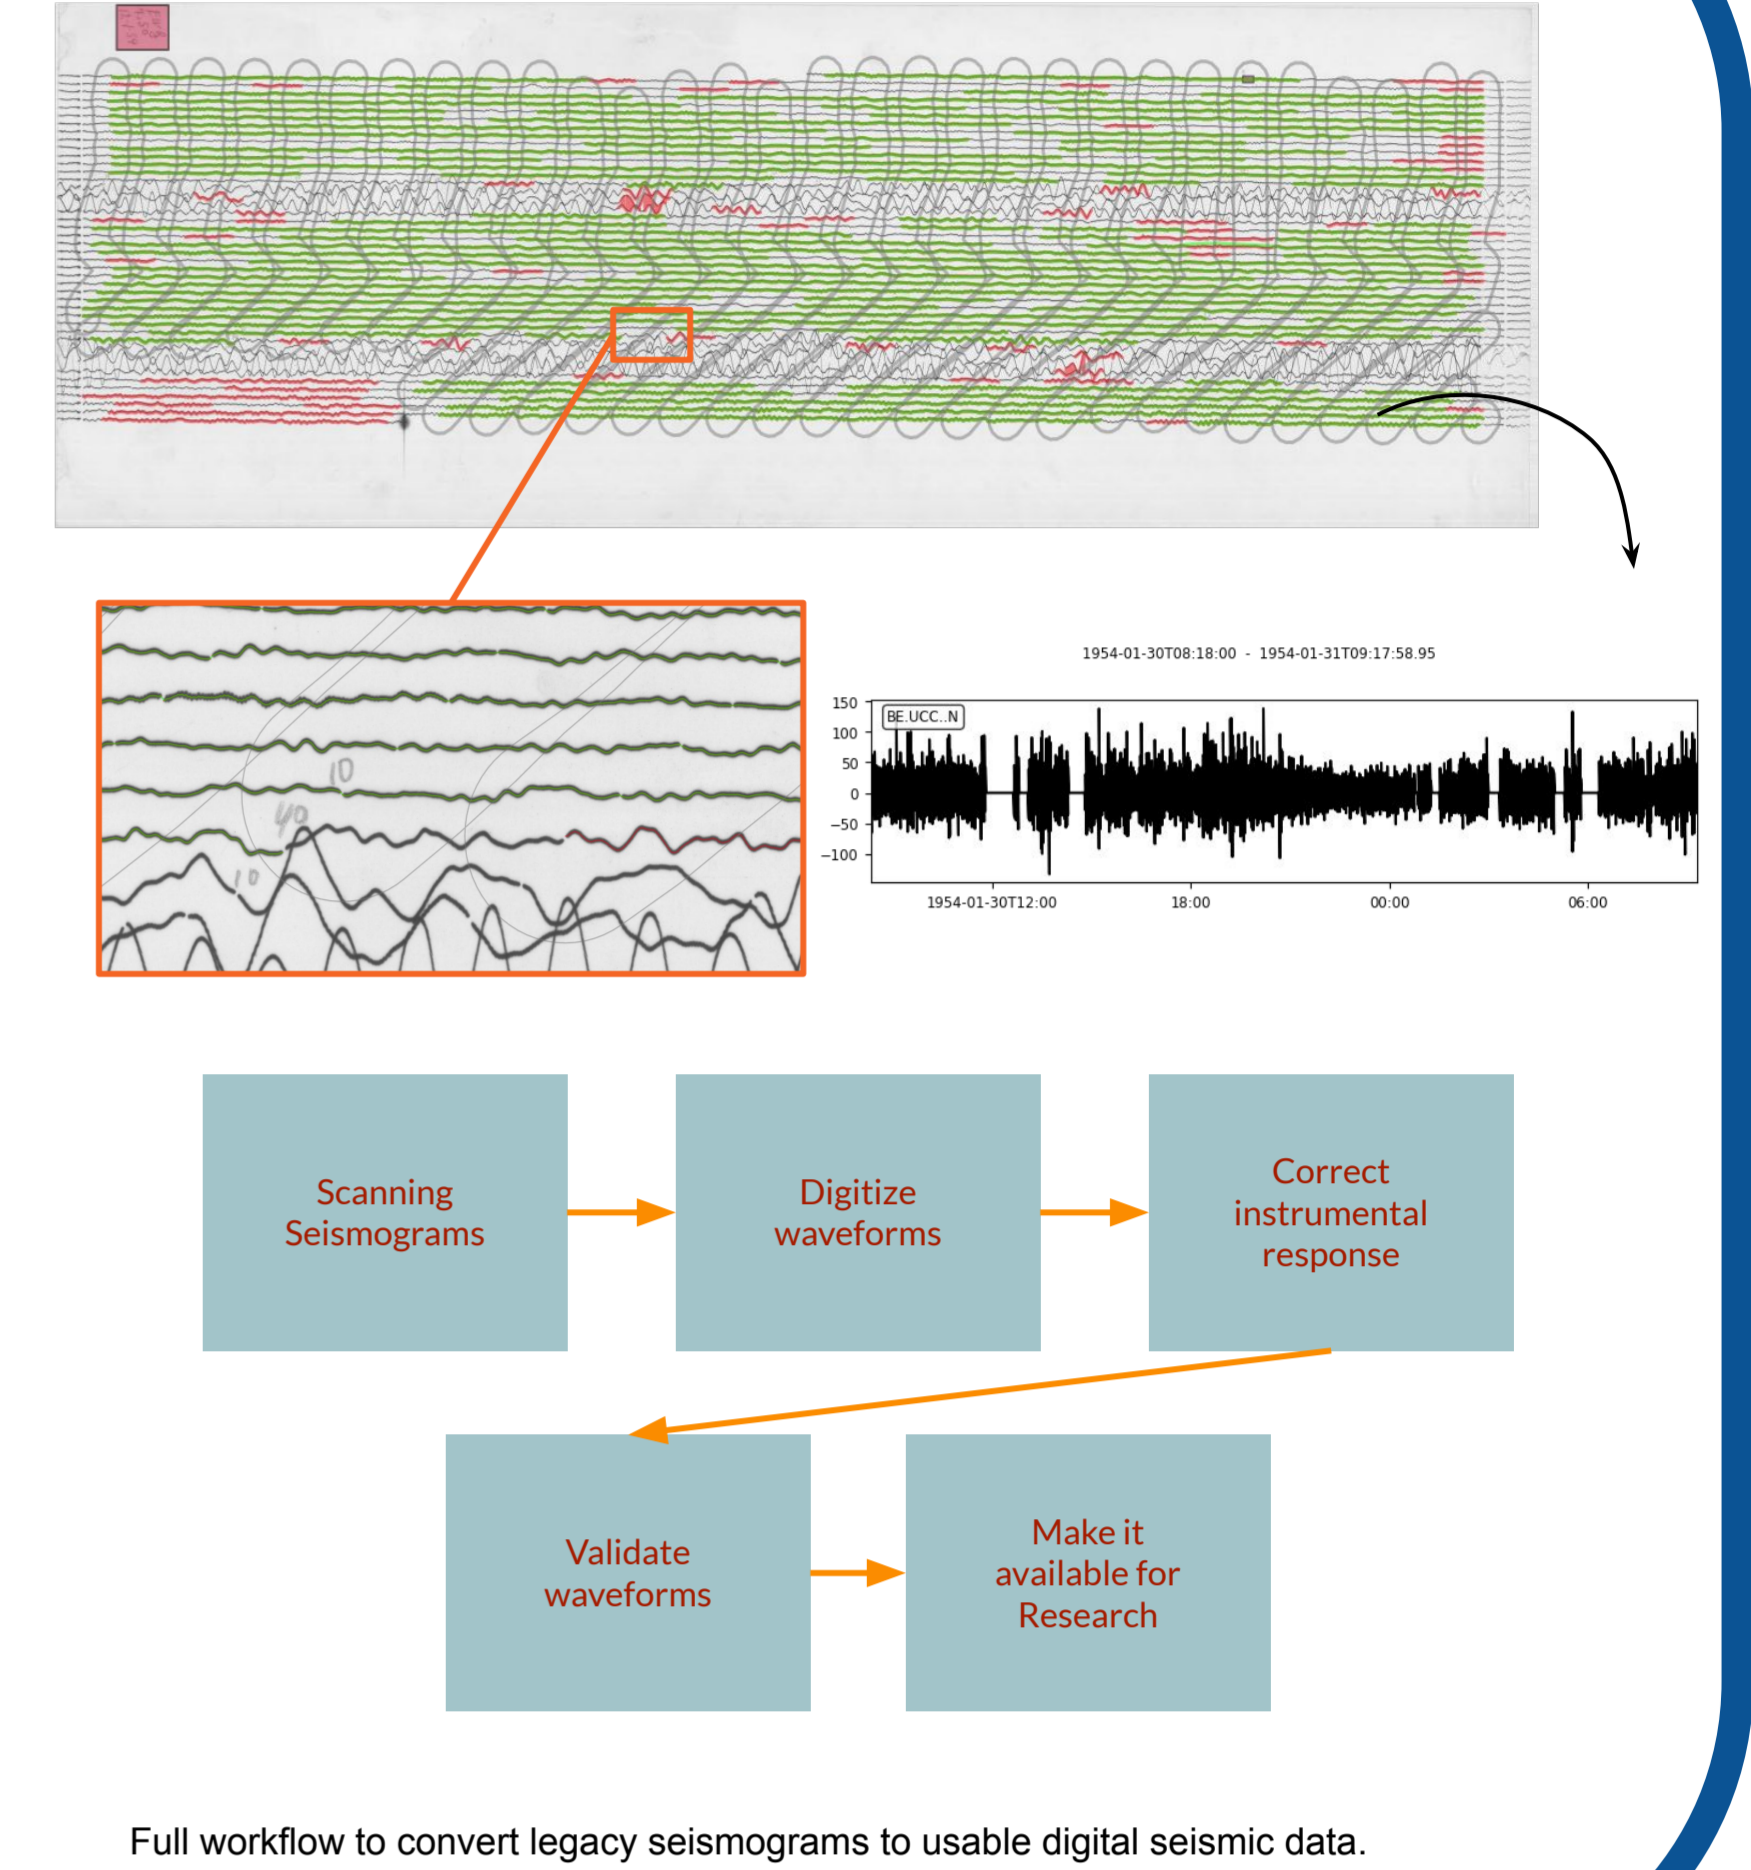 10
40
10
1954-01-30T08:18:00 - 1954-01-31T09:17:58.95
BE.UCC..N
150
100
50
0
−50
−100
1954-01-30T12:00 18:00 00:00 06:00
Scanning
Seismograms
Digitize
waveforms
Correct
instrumental
response
Validate
waveforms
Make it
available for
Research
Full workflow to convert legacy seismograms to usable digital seismic data.